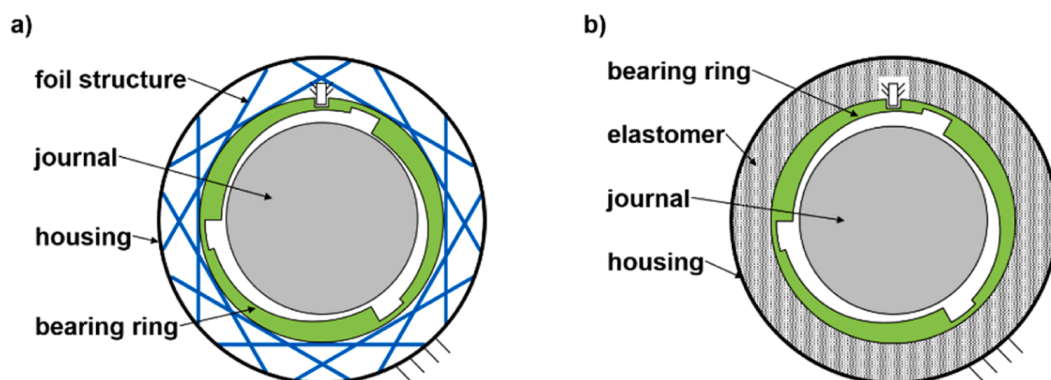 a)
foil structure
journal
housing
bearing ring
b)
bearing ring
elastomer
journal
housing